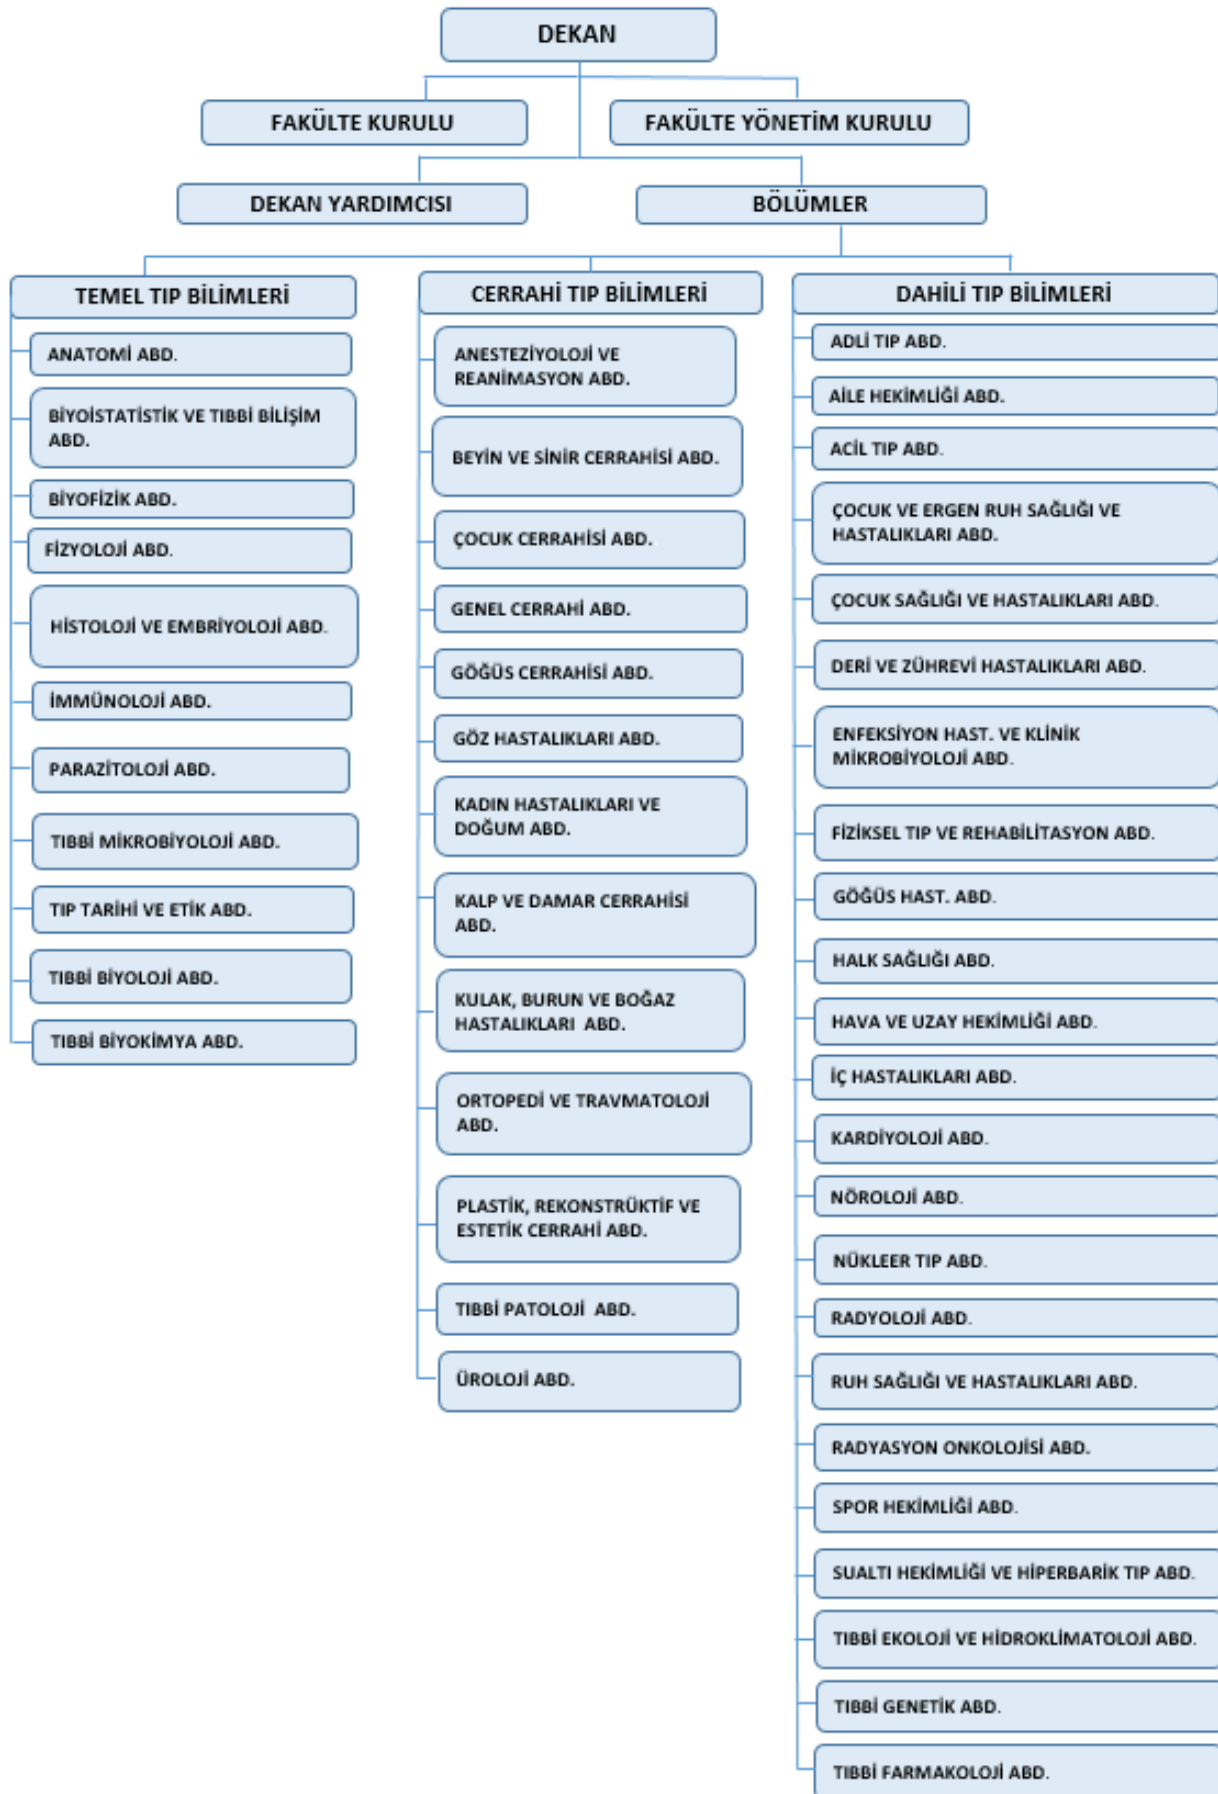 DEKAN
FAKÜLTE KURULU
FAKÜLTE YÖNETİM KURULU
DEKAN YARDIMCISI
BÖLÜMLER
TEMEL TIP BİLİMLERİ
ANATOMİ ABD.
BİYOİSTATİSTİK VE TIBBİ BİLİŞİM
ABD.
BİYOFİZİK ABD.
FİZYOLOJİ ABD.
HİSTOLOJİ VE EMBRİYOLOJİ ABD.
İMMÜNOLOJİ ABD.
PARAZİTOLOJİ ABD.
TIBBİ MİKROBİYOLOJİ ABD.
TIP TARİHİ VE ETİK ABD.
TIBBİ BİYOLOJİ ABD.
TIBBİ BİYOKİMYA ABD.
CERRAHİ TIP BİLİMLERİ
ANESTEZİYOLOJİ VE
REANİMASYON ABD.
BEYİN VE SİNİR CERRAHİSİ ABD.
ÇOCUK CERRAHİSİ ABD.
GENEL CERRAHİ ABD.
GÖĞÜS CERRAHİSİ ABD.
GÖZ HASTALIKLARI ABD.
KADIN HASTALIKLARI VE
DOĞUM ABD.
KALP VE DAMAR CERRAHİSİ
ABD.
KULAK, BURUN VE BOĞAZ
HASTALIKLARI ABD.
ORTOPEDİ VE TRAVMATOLOJİ
ABD.
PLASTİK, REKONSTRÜKTİF VE
ESTETİK CERRAHİ ABD.
TIBBİ PATOLOJİ ABD.
ÜROLOJİ ABD.
DAHİLİ TIP BİLİMLERİ
ADLİ TIP ABD.
AİLE HEKİMLİĞİ ABD.
ACİL TIP ABD.
ÇOCUK VE ERGEN RUH SAĞLIĞI VE
HASTALIKLARI ABD.
ÇOCUK SAĞLIĞI VE HASTALIKLARI ABD.
DERİ VE ZÜHREVİ HASTALIKLARI ABD.
ENFEKSİYON HAST. VE KLİNİK
MİKROBİYOLOJİ ABD.
FİZİKSEL TIP VE REHABİLİTASYON ABD.
GÖĞÜS HAST. ABD.
HALK SAĞLIĞI ABD.
HAVA VE UZAY HEKİMLİĞİ ABD.
İÇ HASTALIKLARI ABD.
KARDİYOLOJİ ABD.
NÖROLOJİ ABD.
NÜKLEER TIP ABD.
RADYOLOJİ ABD.
RUH SAĞLIĞI VE HASTALIKLARI ABD.
RADYASYON ONKOLOJİSİ ABD.
SPOR HEKİMLİĞİ ABD.
SUALTI HEKİMLİĞİ VE HİPERBARİK TIP ABD.
TIBBİ EKOLOJİ VE HİDROKLİMATOLOJİ ABD.
TIBBİ GENETİK ABD.
TIBBİ FARMAKOLOJİ ABD.